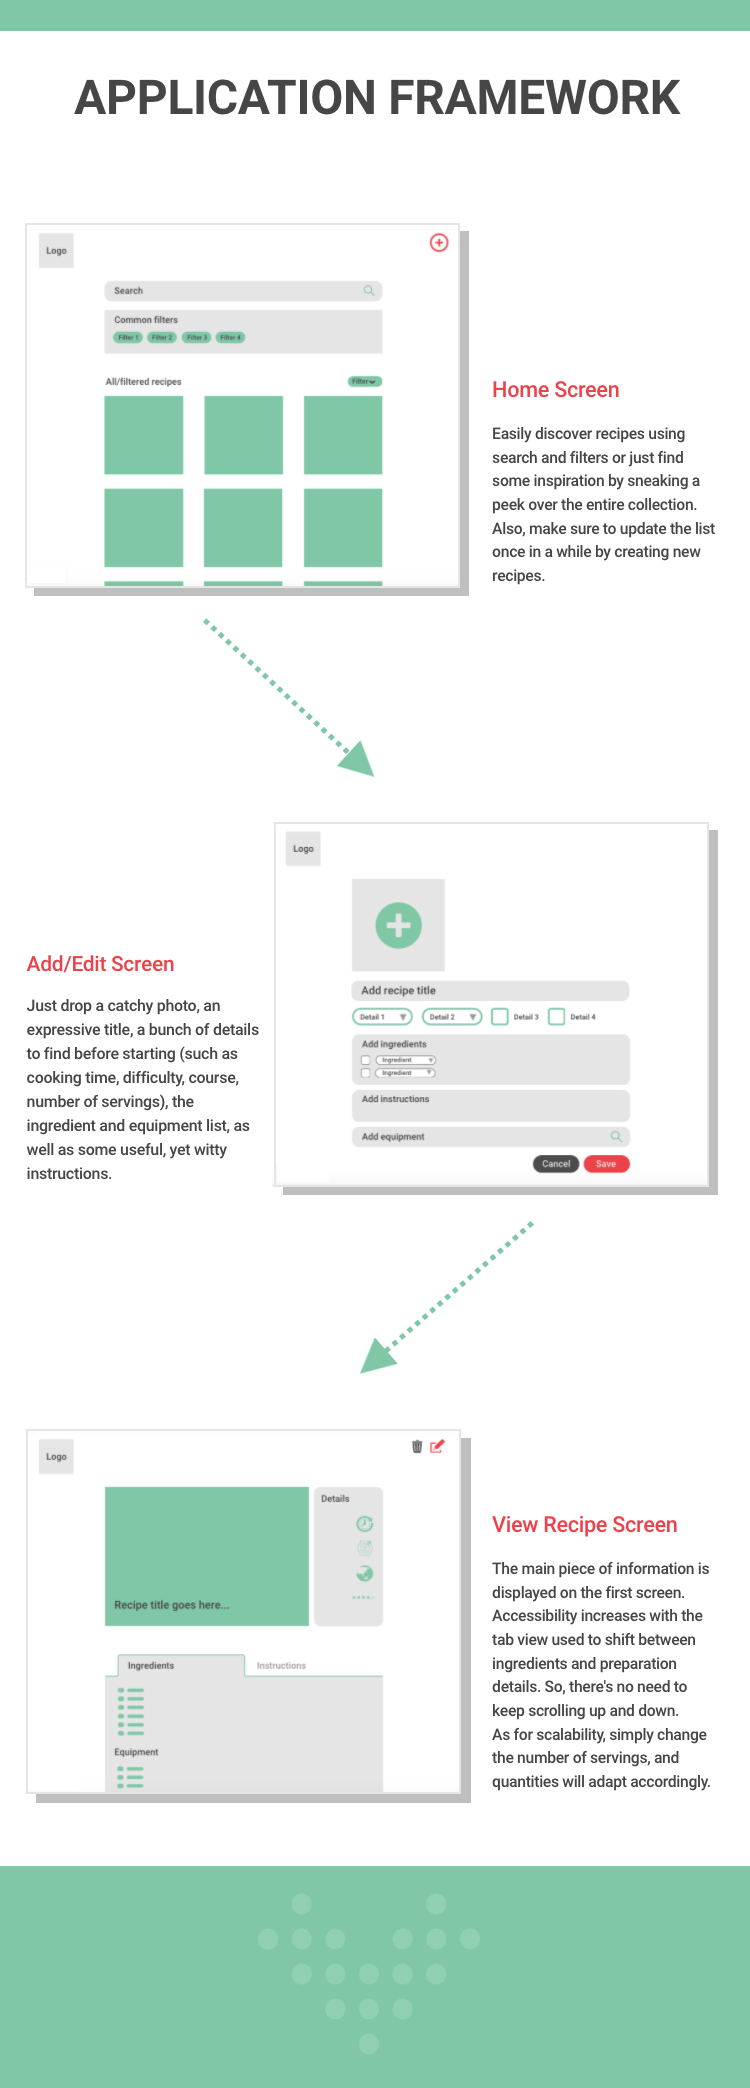 APPLICATION FRAMEWORK
Logo
Search
Common filters
Filter 1 Filter 2 Filter 3 Filter 4
All/filtered recipes Filter
Home Screen
Easily discover recipes using
search and filters or just find
some inspiration by sneaking a
peek over the entire collection.
Also, make sure to update the list
once in a while by creating new
recipes.
Logo
Add recipe title
Detail 1 Detail 2 Detail 3 Detail 4
Add ingredients
Ingredient
Ingredient
Add instructions
Add equipment
Cancel Save
Add/Edit Screen
Just drop a catchy photo, an
expressive title, a bunch of details
to find before starting (such as
cooking time, difficulty, course,
number of servings), the
ingredient and equipment list, as
well as some useful, yet witty
instructions.
Logo
Details
Recipe title goes here...
Ingredients Instructions
Equipment
View Recipe Screen
The main piece of information is
displayed on the first screen.
Accessibility increases with the
tab view used to shift between
ingredients and preparation
details. So, there's no need to
keep scrolling up and down.
As for scalability, simply change
the number of servings, and
quantities will adapt accordingly.